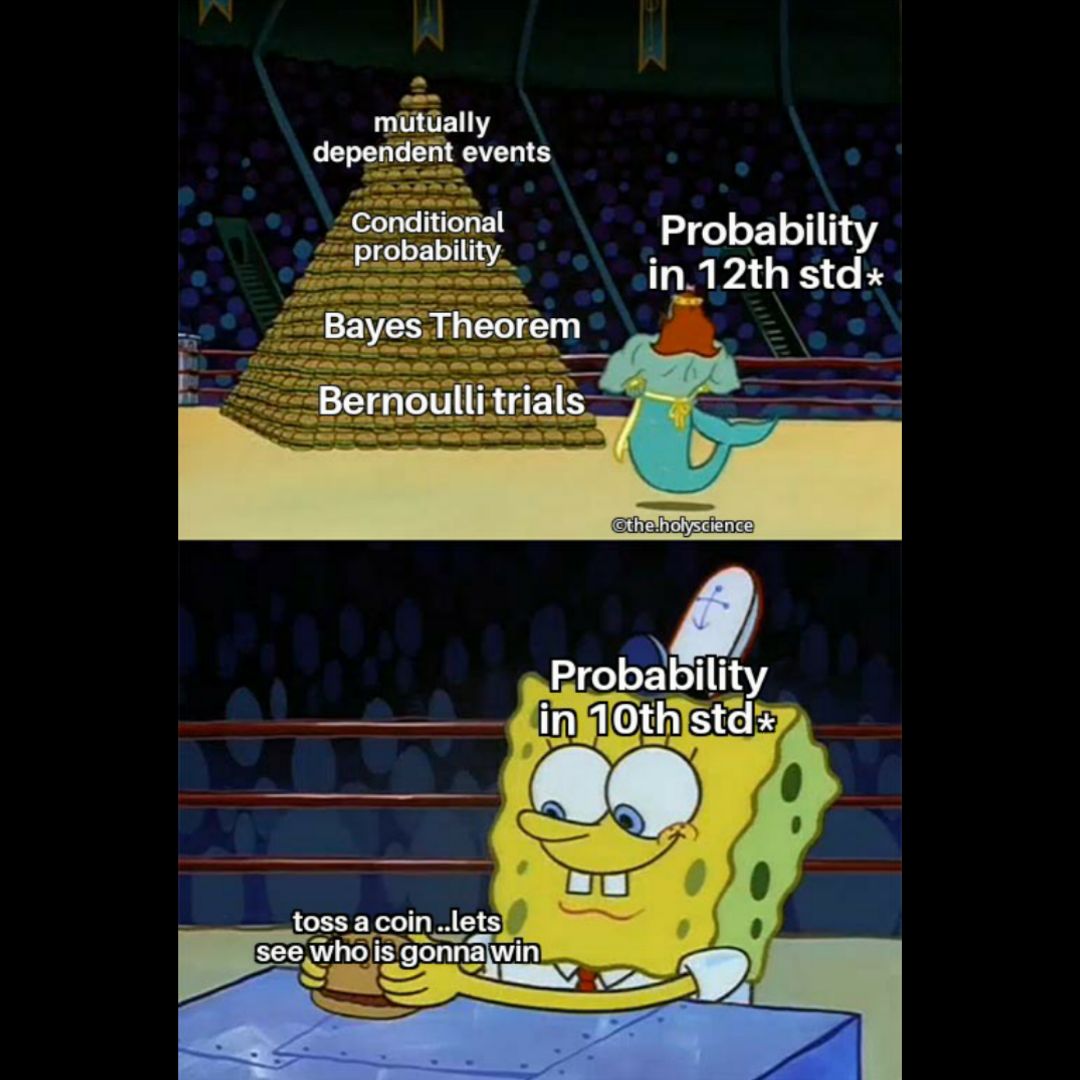 mutually
dependent events
Conditional
probability
Probability
in 12th std*
Bayes Theorem
Bernoulli trials
©the.holyscience
Probability
in 10th std*
toss a coin ..lets
see who is gonna win